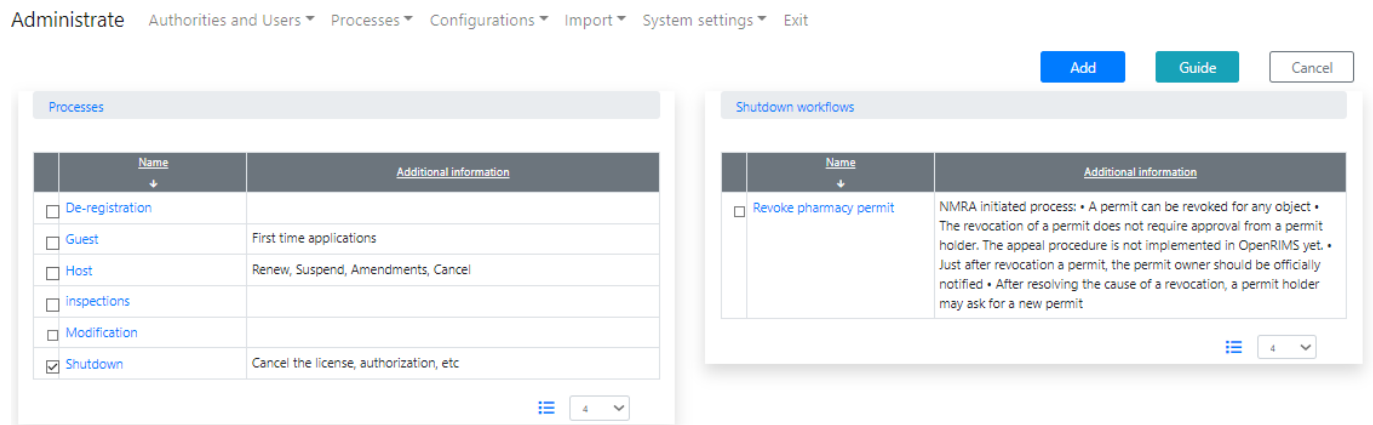 Administrate Authorities and Users Processes Configurations Import System settings Exit
Add Guide Cancel
Processes
Name Additional information
De-registration
Guest First time applications
Host Renew, Suspend, Amendments, Cancel
inspections
Modification
Shutdown Cancel the license, authorization, etc
4
Shutdown workflows
Name Additional information
Revoke pharmacy permit NMRA initiated process: • A permit can be revoked for any object •
The revocation of a permit does not require approval from a permit
holder. The appeal procedure is not implemented in OpenRIMS yet. •
Just after revocation a permit, the permit owner should be officially
notified • After resolving the cause of a revocation, a permit holder
may ask for a new permit
4